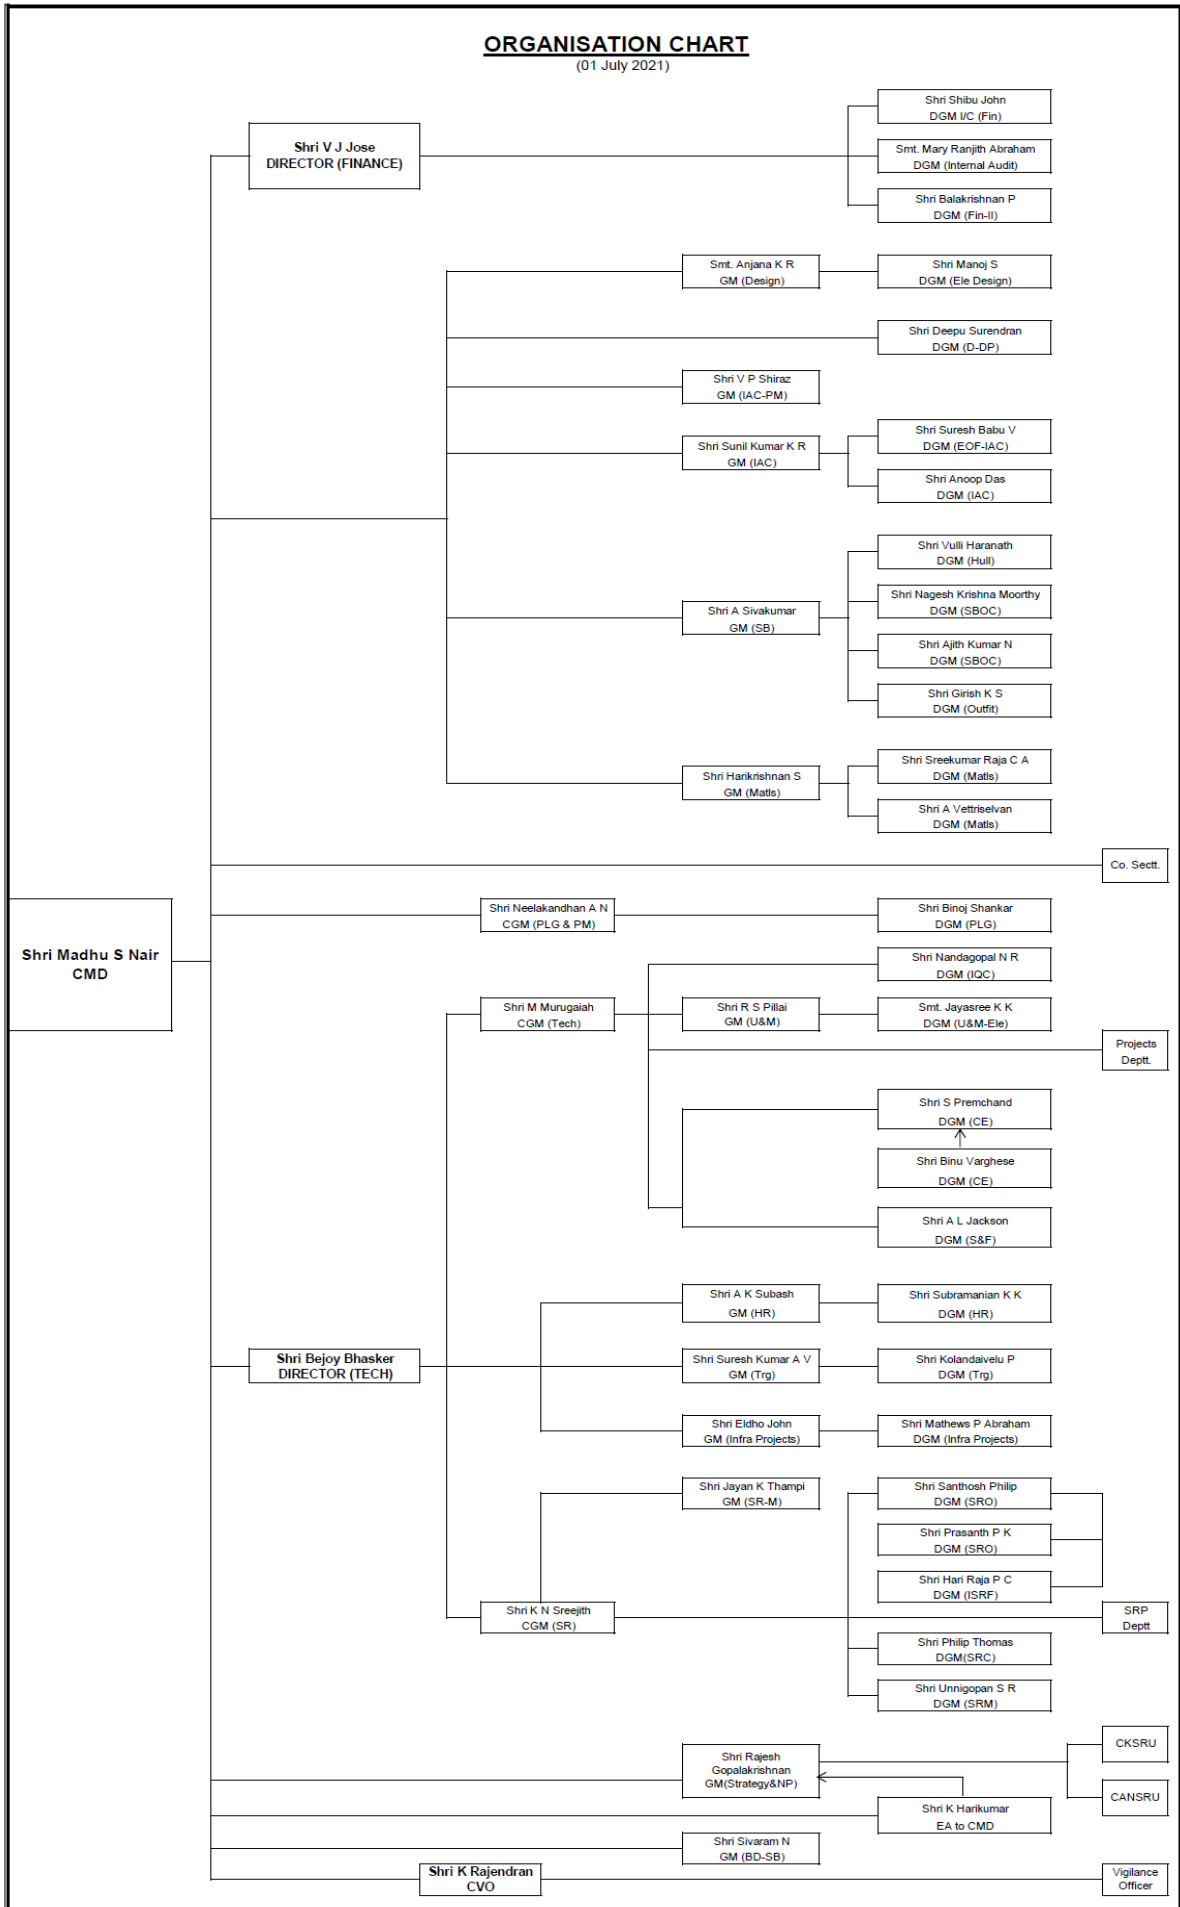 ORGANISATION CHART
(01 July 2021)
Shri Shibu John
DGM I/C (Fin)
Shri V J Jose
DIRECTOR (FINANCE)
Smt. Mary Ranjith Abraham
DGM (Internal Audit)
Shri Balakrishnan P
DGM (Fin-II)
Smt. Anjana K R
GM (Design)
Shri Manoj S
DGM (Ele Design)
Shri Deepu Surendran
DGM (D-DP)
Shri V P Shiraz
GM (IAC-PM)
Shri Sunil Kumar K R
GM (IAC)
Shri Suresh Babu V
DGM (EOF-IAC)
Shri Anoop Das
DGM (IAC)
Shri Vulli Haranath
DGM (Hull)
Shri A Sivakumar
GM (SB)
Shri Nagesh Krishna Moorthy
DGM (SBOC)
Shri Ajith Kumar N
DGM (SBOC)
Shri Girish K S
DGM (Outfit)
Shri Harikrishnan S
GM (Matls)
Shri Sreekumar Raja C A
DGM (Matls)
Shri A Vettriselvan
DGM (Matls)
Co. Sectt.
Shri Madhu S Nair
CMD
Shri Neelakandhan A N
CGM (PLG & PM)
Shri Binoj Shankar
DGM (PLG)
Shri Nandagopal N R
DGM (IQC)
Shri M Murugaiah
CGM (Tech)
Shri R S Pillai
GM (U&M)
Smt. Jayasree K K
DGM (U&M-Ele)
Projects
Deptt.
Shri S Premchand
DGM (CE)
Shri Binu Varghese
DGM (CE)
Shri A L Jackson
DGM (S&F)
Shri A K Subash
GM (HR)
Shri Subramanian K K
DGM (HR)
Shri Bejoy Bhasker
DIRECTOR (TECH)
Shri Suresh Kumar A V
GM (Trg)
Shri Kolandaivelu P
DGM (Trg)
Shri Eldho John
GM (Infra Projects)
Shri Mathews P Abraham
DGM (Infra Projects)
Shri Jayan K Thampi
GM (SR-M)
Shri Santhosh Philip
DGM (SRO)
Shri Prasanth P K
DGM (SRO)
Shri Hari Raja P C
DGM (ISRF)
Shri K N Sreejith
CGM (SR)
SRP
Deptt
Shri Philip Thomas
DGM(SRC)
Shri Unnigopan S R
DGM (SRM)
Shri Rajesh
Gopalakrishnan
GM(Strategy&NP)
CKSRU
CANSRU
Shri K Harikumar
EA to CMD
Shri Sivaram N
GM (BD-SB)
Shri K Rajendran
CVO
Vigilance
Officer